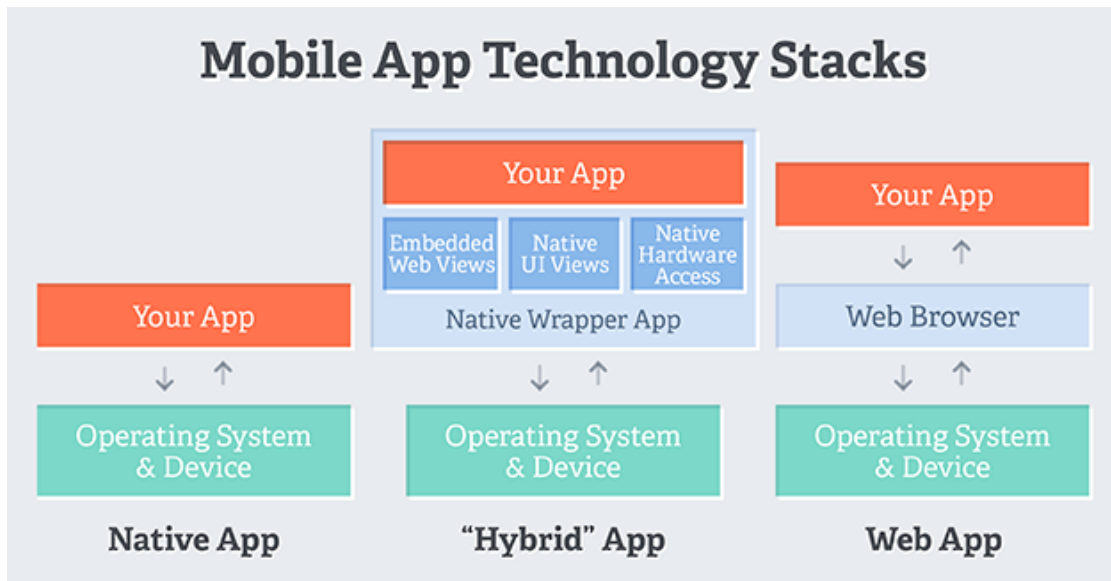 Mobile App Technology Stacks
Your App
Operating System
& Device
Native App
Your App
Embedded
Web Views
Native
UI Views
Native
Hardware
Access
Native Wrapper App
Operating System
& Device
“Hybrid” App
Your App
Web Browser
Operating System
& Device
Web App